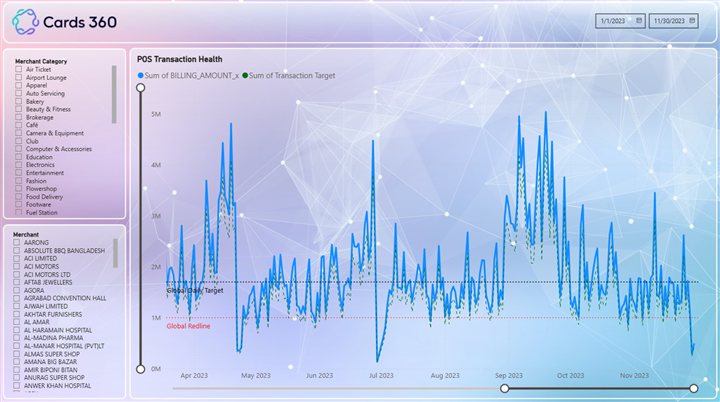 Cards 360
1/1/2023
11/30/2023
Merchant Category
Air Ticket
Airport Lounge
Apparel
Auto Servicing
Bakery
Beauty & Fitness
Brokerage
Café
Camera & Equipment
Club
Computer & Accessories
Education
Electronics
Entertainment
Fashion
Flowershop
Food Delivery
Footware
Fuel Station
Merchant
AARONG
ABSOLUTE BBQ BANGLADESH
ACI LIMITED
ACI MOTORS
ACI MOTORS LTD
AFTAB JEWELLERS
AGORA
AGRABAD CONVENTION HALL
AJWAH LIMITED
AKHTAR FURNISHERS
AL AMAR
AL HARAMAIN HOSPITAL
AL-MADINA PHARMA
AL-MANAR HOSPITAL (PVT)LT
ALMAS SUPER SHOP
AMANA BIG BAZAR
AMIR BIPONI BITAN
ANURAG SUPER SHOP
ANWER KHAN HOSPITAL
POS Transaction Health
Sum of BILLING_AMOUNT_x
Sum of Transaction Target
5M
4M
3M
2M
1M
0M
Global Daily Target
Global Redline
Apr 2023
May 2023
Jun 2023
Jul 2023
Aug 2023
Sep 2023
Oct 2023
Nov 2023